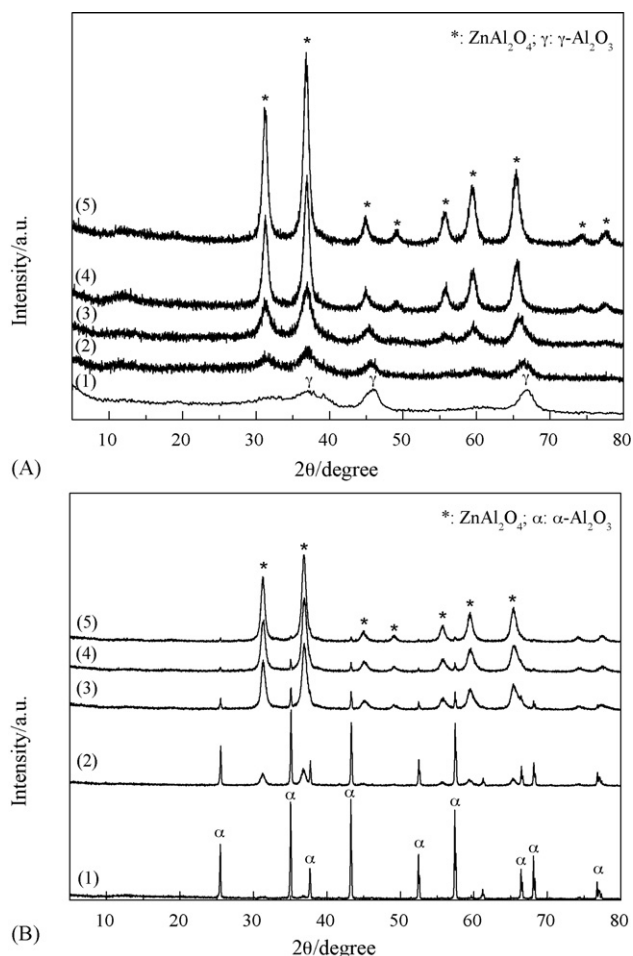 *: ZnAl₂O₄; γ: γ-Al₂O₃
*
*
*
*
*
*
*
*
*
(5)
(4)
(3)
(2)
(1)
γ
γ
γ
Intensity/a.u.
10 20 30 40 50 60 70 80
2θ/degree
(A)
*: ZnAl₂O₄; α: α-Al₂O₃
*
*
*
*
*
*
*
(5)
(4)
(3)
(2)
(1)
α
α
α
α
α
α
α
α
α
Intensity/a.u.
10 20 30 40 50 60 70 80
2θ/degree
(B)